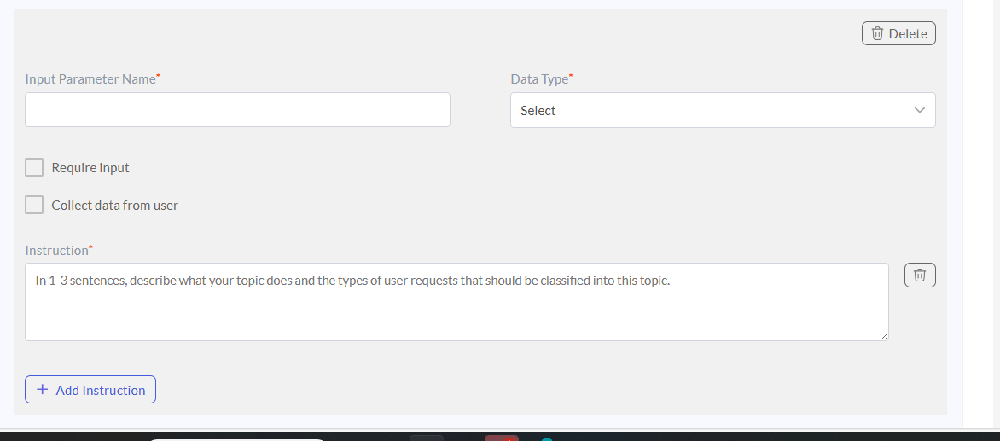 Delete
Input Parameter Name*
Data Type*
Select
Require input
Collect data from user
Instruction*
In 1-3 sentences, describe what your topic does and the types of user requests that should be classified into this topic.
+ Add Instruction